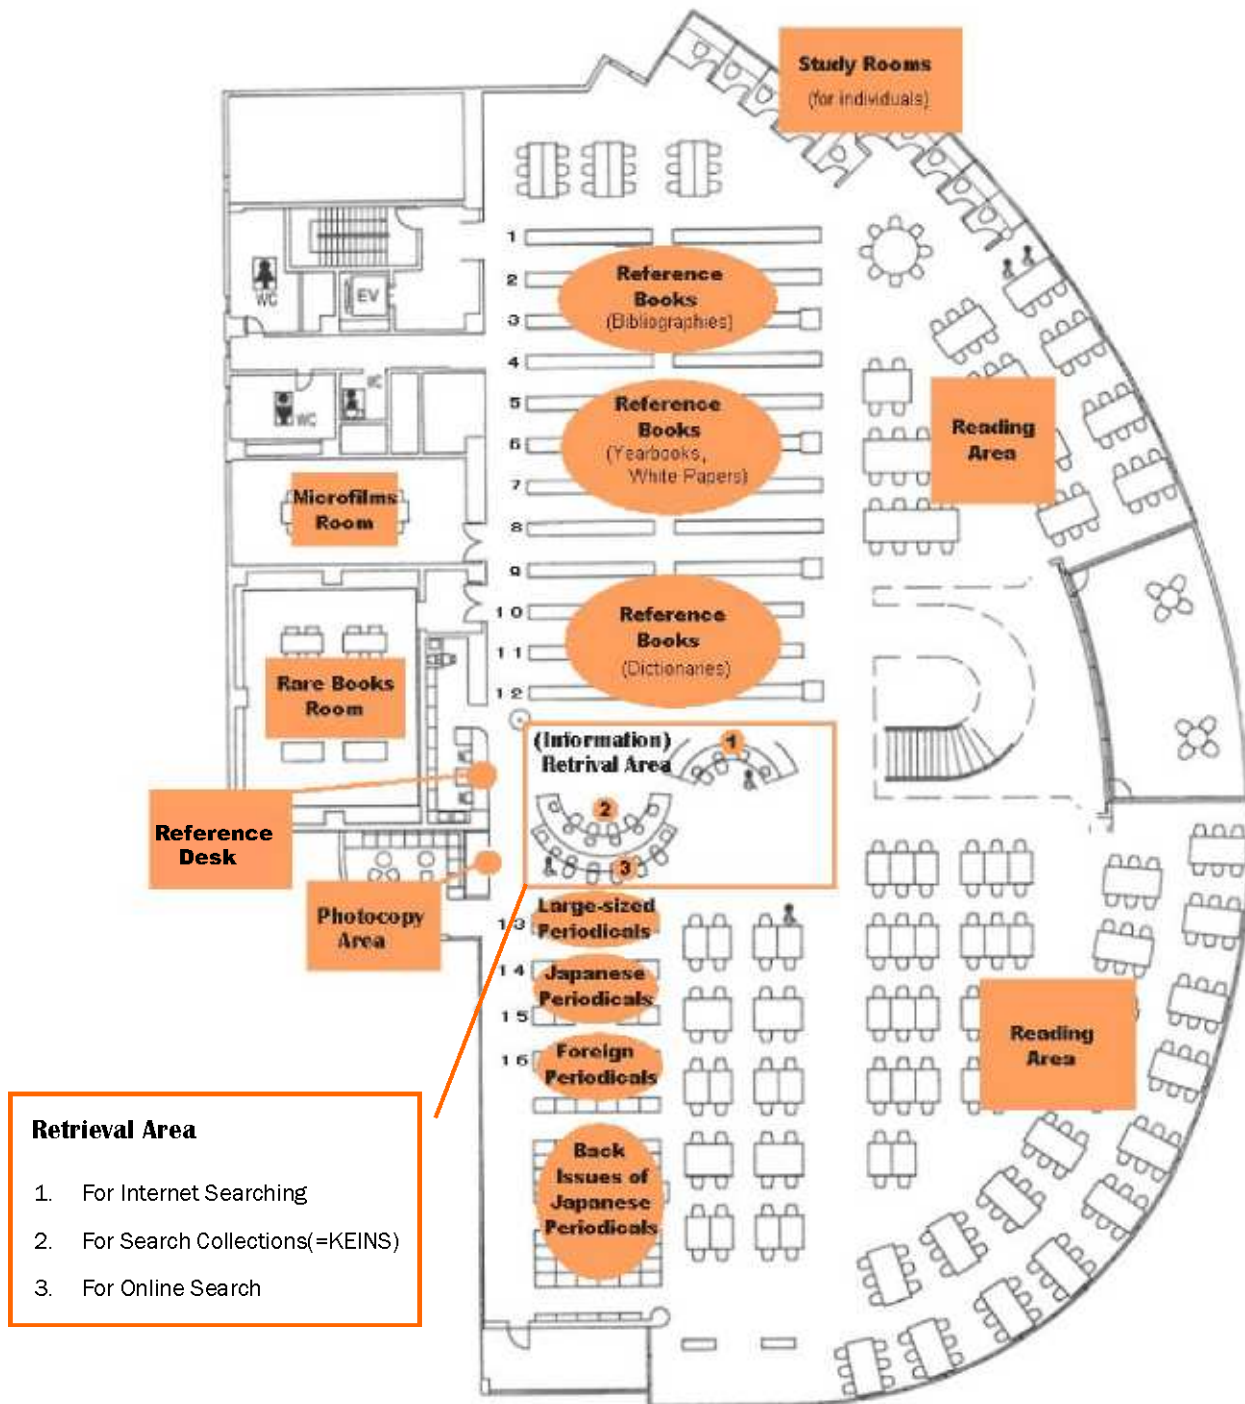 Study Rooms
(for individuals)
1
2
3
4
5
6
7
8
9
10
11
12
Reference
Books
(Bibliographies)
Reference
Books
(Yearbooks,
White Papers)
Reference
Books
(Dictionaries)
WC
EV
WC
WC
Microfilms
Room
Rare Books
Room
Reading
Area
(Information)
Retrival Area
1
2
3
Reference
Desk
Photocopy
Area
13
14
15
16
Large-sized
Periodicals
Japanese
Periodicals
Foreign
Periodicals
Back
Issues of
Japanese
Periodicals
Reading
Area
Retrieval Area
1. For Internet Searching
2. For Search Collections(=KEINS)
3. For Online Search